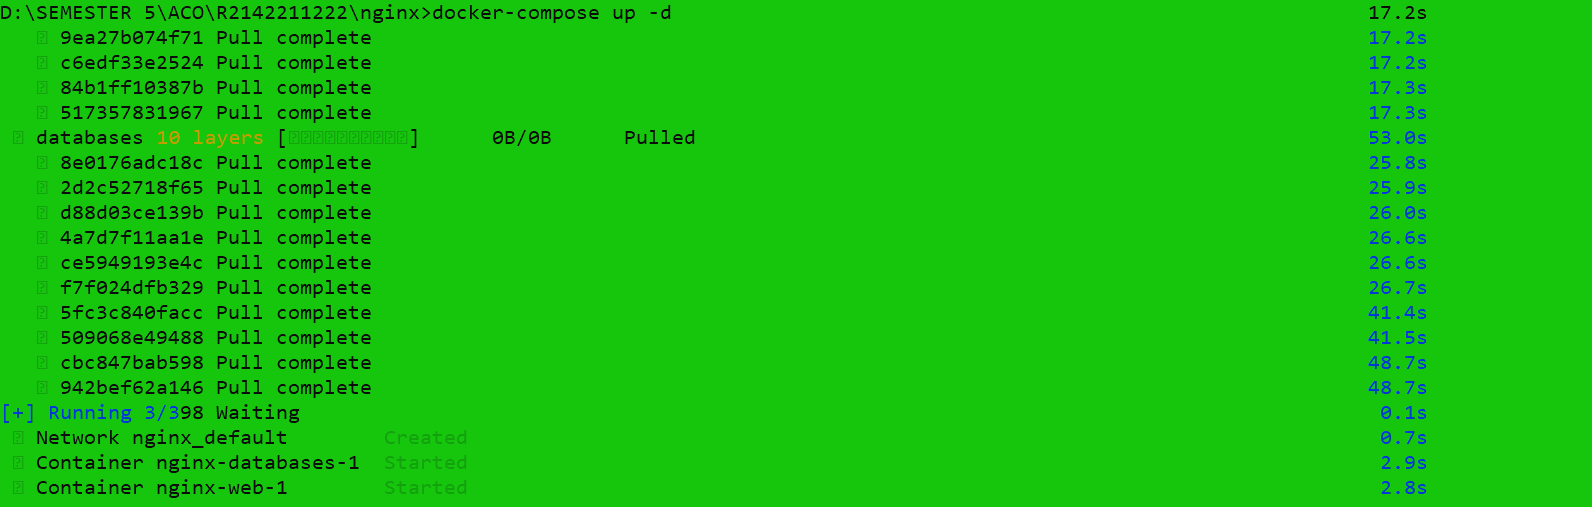 D:\SEMESTER 5\ACO\R2142211222\nginx>docker-compose up -d 17.2s
9ea27b074f71 Pull complete 17.2s
c6edf33e2524 Pull complete 17.2s
84b1ff10387b Pull complete 17.3s
517357831967 Pull complete 17.3s
databases 10 layers [⍰⍰⍰⍰⍰⍰⍰⍰⍰⍰] 0B/0B Pulled 53.0s
8e0176adc18c Pull complete 25.8s
2d2c52718f65 Pull complete 25.9s
d88d03ce139b Pull complete 26.0s
4a7d7f11aa1e Pull complete 26.6s
ce5949193e4c Pull complete 26.6s
f7f024dfb329 Pull complete 26.7s
5fc3c840facc Pull complete 41.4s
509068e49488 Pull complete 41.5s
cbc847bab598 Pull complete 48.7s
942bef62a146 Pull complete 48.7s
[+] Running 3/398 Waiting 0.1s
Network nginx_default Created 0.7s
Container nginx-databases-1 Started 2.9s
Container nginx-web-1 Started 2.8s